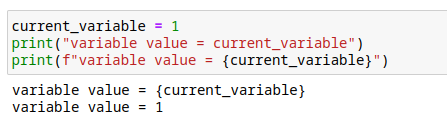 current_variable = 1
print("variable value = current_variable")
print(f"variable value = {current_variable}")
variable value = {current_variable}
variable value = 1